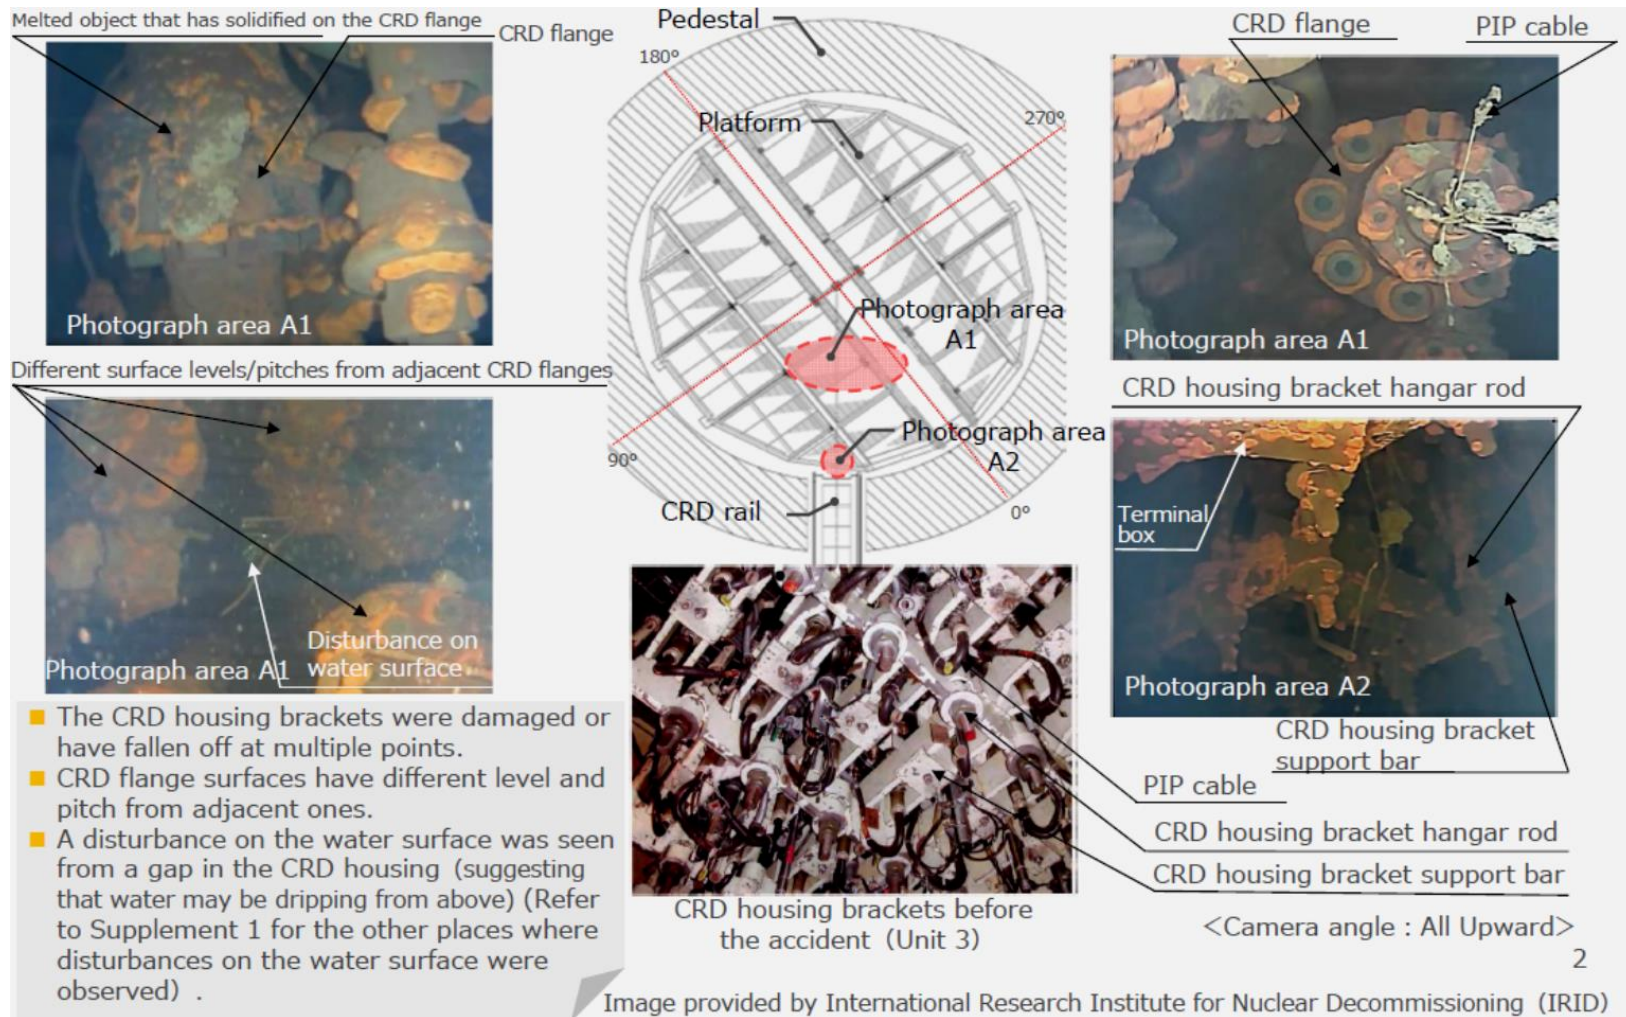 Melted object that has solidified on the CRD flange
CRD flange
Photograph area A1
Different surface levels/pitches from adjacent CRD flanges
Photograph area A1
Disturbance on
water surface
Pedestal
180°
Platform
270°
Photograph area
A1
Photograph area
A2
90°
0°
CRD rail
CRD flange
PIP cable
Photograph area A1
CRD housing bracket hangar rod
Terminal
box
Photograph area A2
CRD housing bracket
support bar
PIP cable
CRD housing bracket hangar rod
CRD housing bracket support bar
CRD housing brackets before
the accident (Unit 3)
<Camera angle : All Upward>
■ The CRD housing brackets were damaged or
have fallen off at multiple points.
■ CRD flange surfaces have different level and
pitch from adjacent ones.
■ A disturbance on the water surface was seen
from a gap in the CRD housing (suggesting
that water may be dripping from above) (Refer
to Supplement 1 for the other places where
disturbances on the water surface were
observed) .
2
Image provided by International Research Institute for Nuclear Decommissioning (IRID)